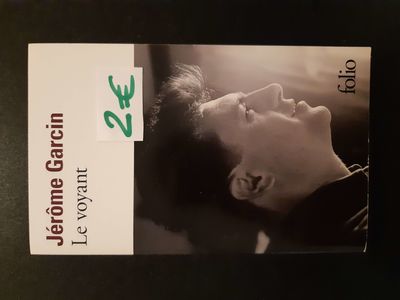 Jérôme Garcin
Le voyant
2€
folio